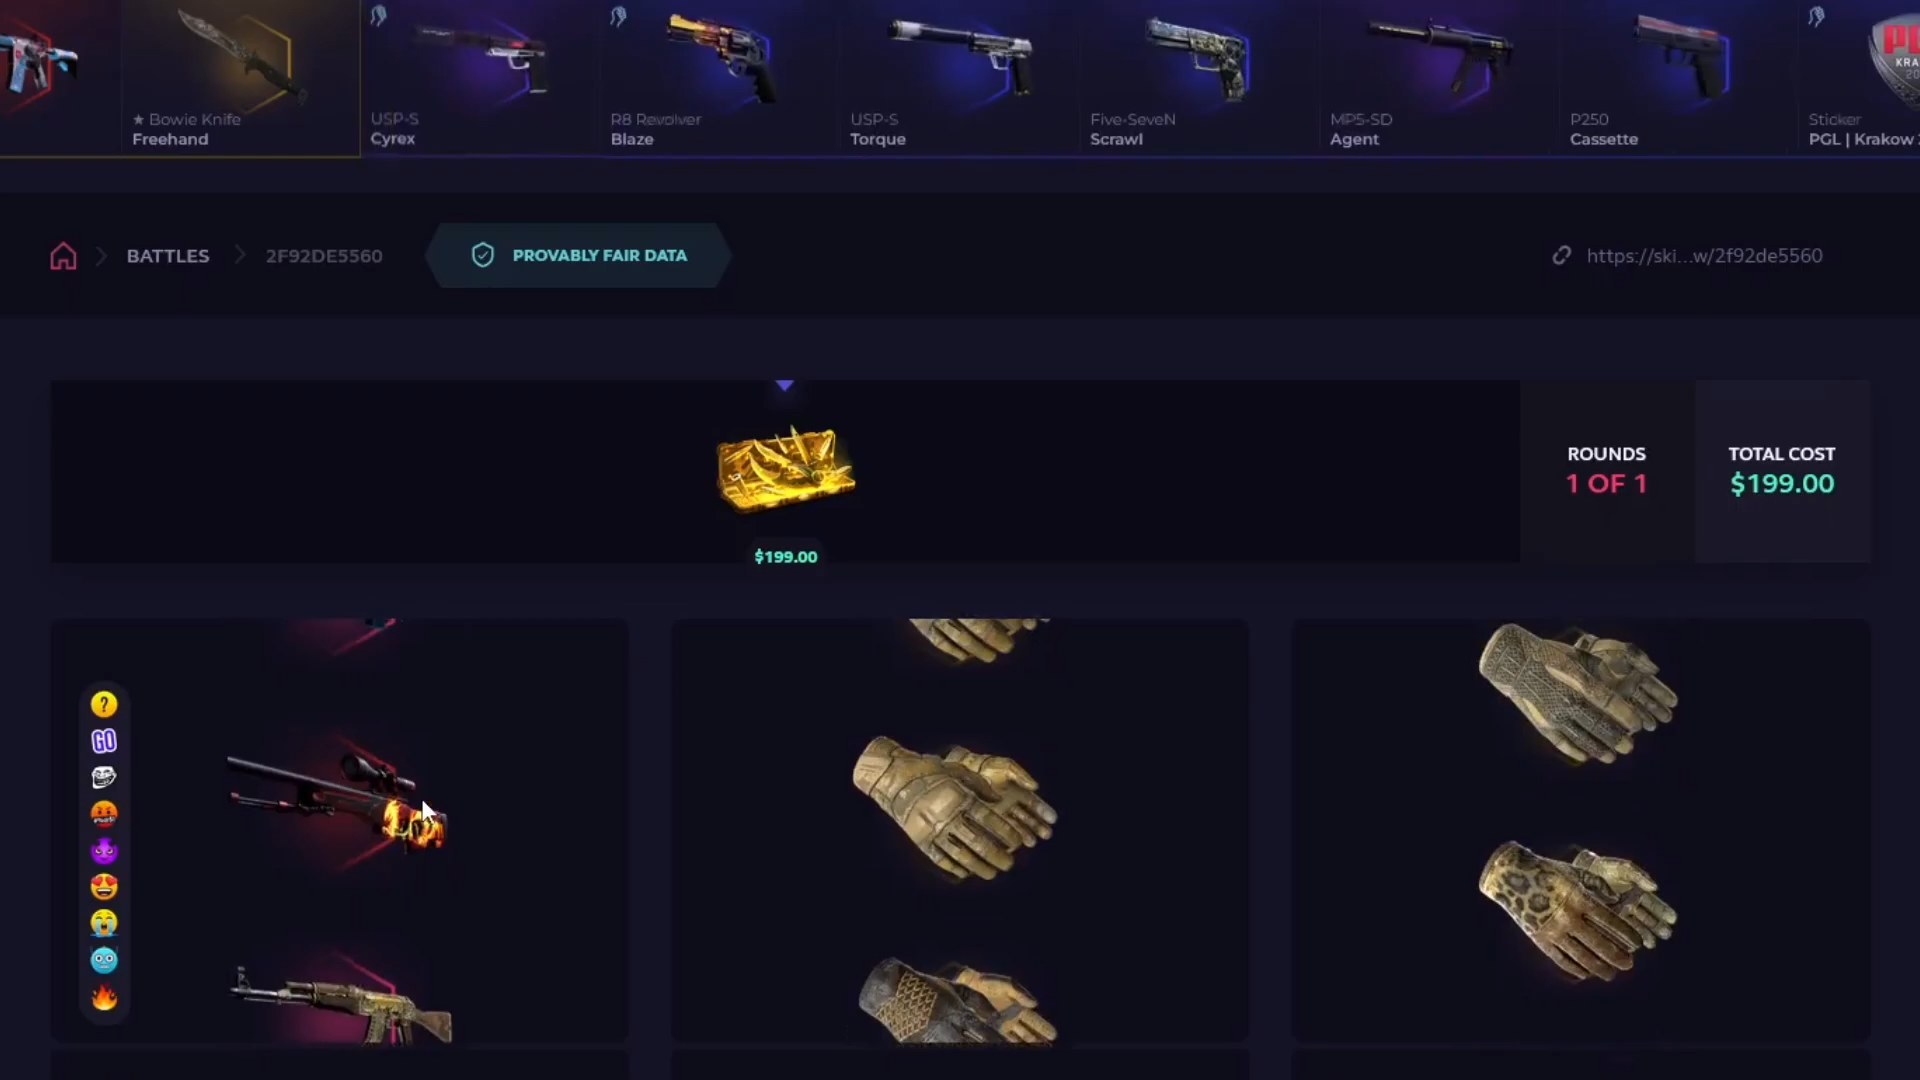 ★ Bowie Knife
Freehand
USP-S
Cyrex
R8 Revolver
Blaze
USP-S
Torque
Five-SeveN
Scrawl
MP5-SD
Agent
P250
Cassette
Sticker
PGL | Krakow
KRA
BATTLES
2F92DE5560
PROVABLY FAIR DATA
https://ski...w/2f92de5560
ROUNDS
1 OF 1
TOTAL COST
$199.00
$199.00
?
GO